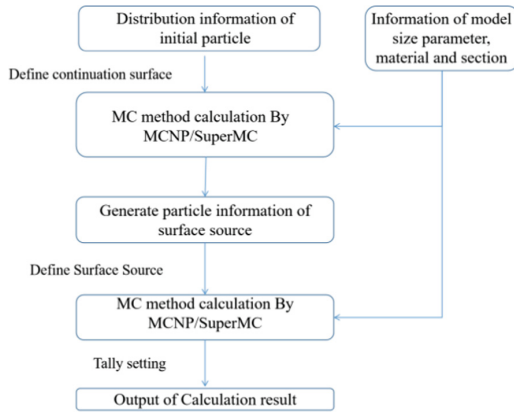 Distribution information of
initial particle
Information of model
size parameter,
material and section
Define continuation surface
MC method calculation By
MCNP/SuperMC
Generate particle information of
surface source
Define Surface Source
MC method calculation By
MCNP/SuperMC
Tally setting
Output of Calculation result